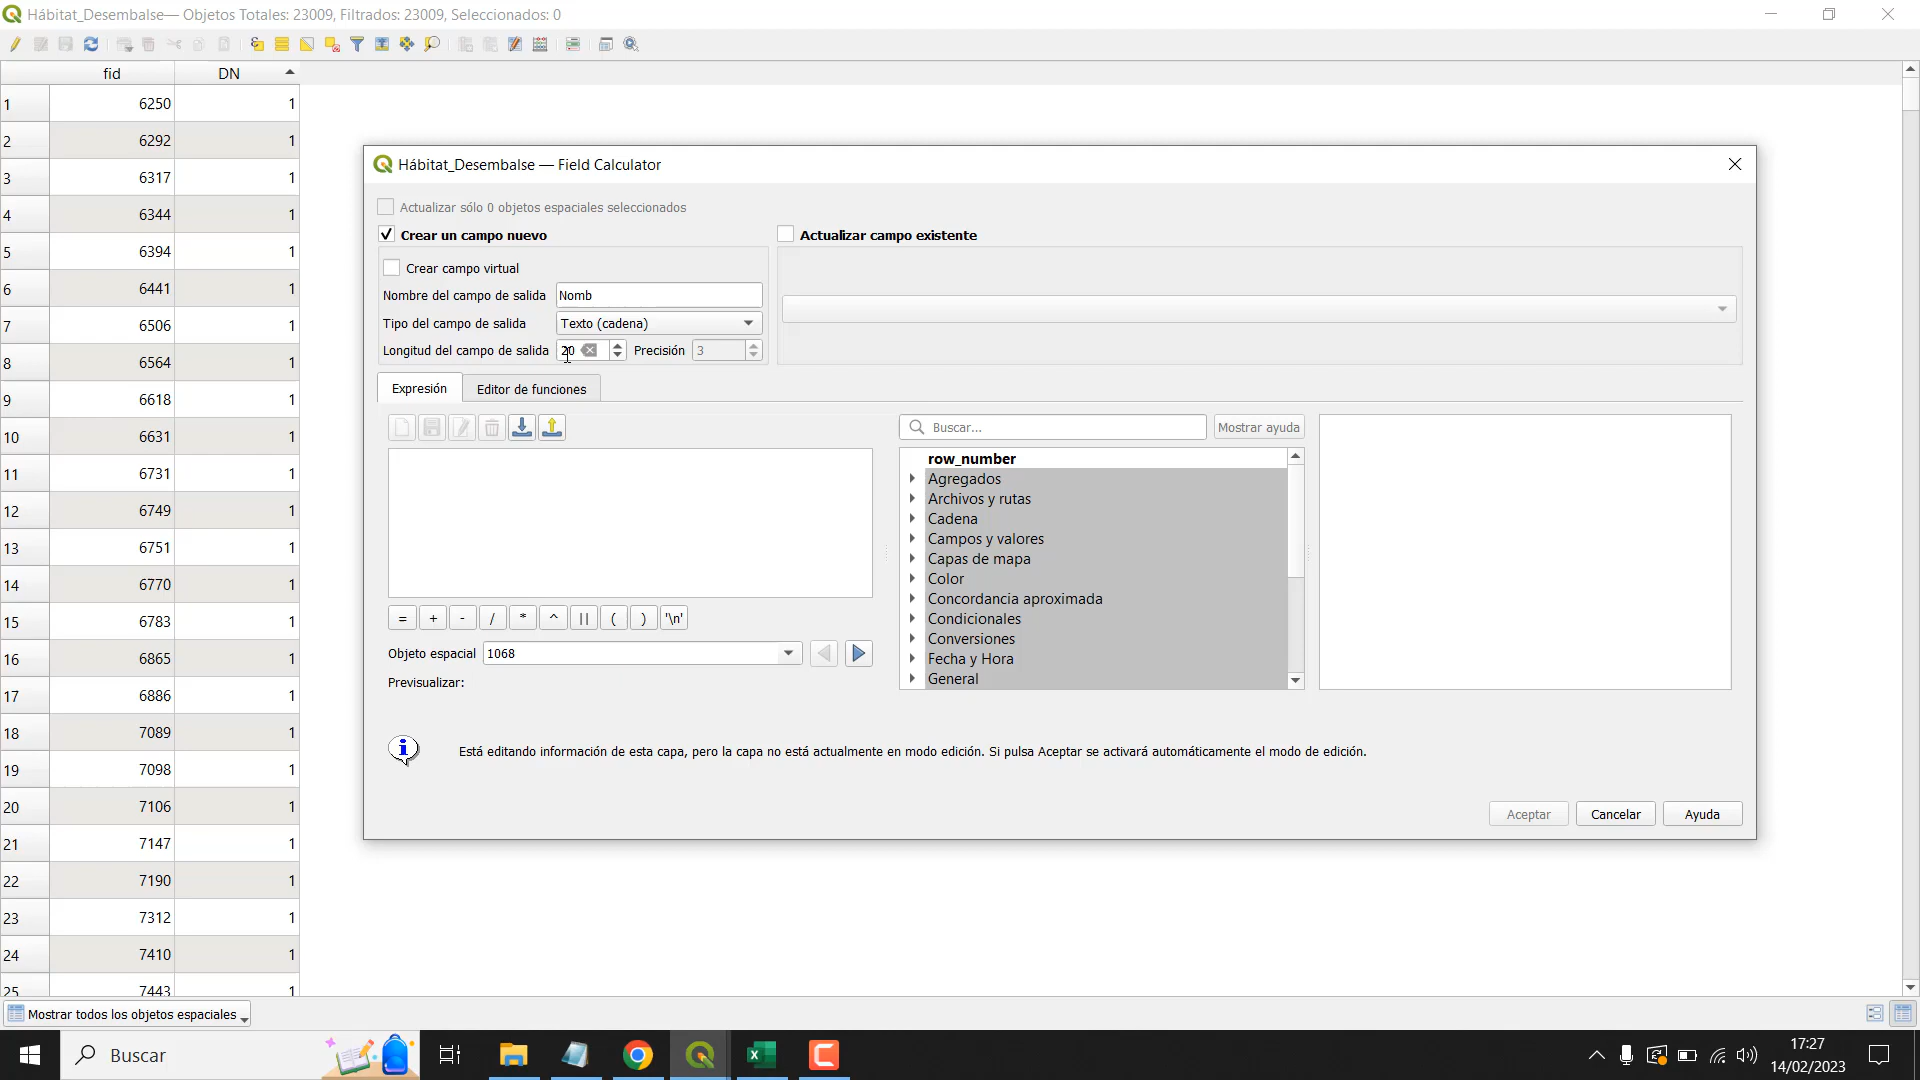 Hábitat_Desembalse— Objetos Totales: 23009, Filtrados: 23009, Seleccionados: 0
fid DN
1 6250 1
2 6292 1
3 6317 1
4 6344 1
5 6394 1
6 6441 1
7 6506 1
8 6564 1
9 6618 1
10 6631 1
11 6731 1
12 6749 1
13 6751 1
14 6770 1
15 6783 1
16 6865 1
17 6886 1
18 7089 1
19 7098 1
20 7106 1
21 7147 1
22 7190 1
23 7312 1
24 7410 1
25 7443 1
Hábitat_Desembalse — Field Calculator
Actualizar sólo 0 objetos espaciales seleccionados
Crear un campo nuevo
Actualizar campo existente
Crear campo virtual
Nombre del campo de salida Nomb
Tipo del campo de salida Texto (cadena)
Longitud del campo de salida 20 Precisión 3
Expresión Editor de funciones
Buscar... Mostrar ayuda
row_number
Agregados
Archivos y rutas
Cadena
Campos y valores
Capas de mapa
Color
Concordancia aproximada
Condicionales
Conversiones
Fecha y Hora
General
= + - / * ^ || ( ) '\n'
Objeto espacial 1068
Previsualizar:
Está editando información de esta capa, pero la capa no está actualmente en modo edición. Si pulsa Aceptar se activará automáticamente el modo de edición.
Aceptar Cancelar Ayuda
Mostrar todos los objetos espaciales
Buscar
17:27
14/02/2023